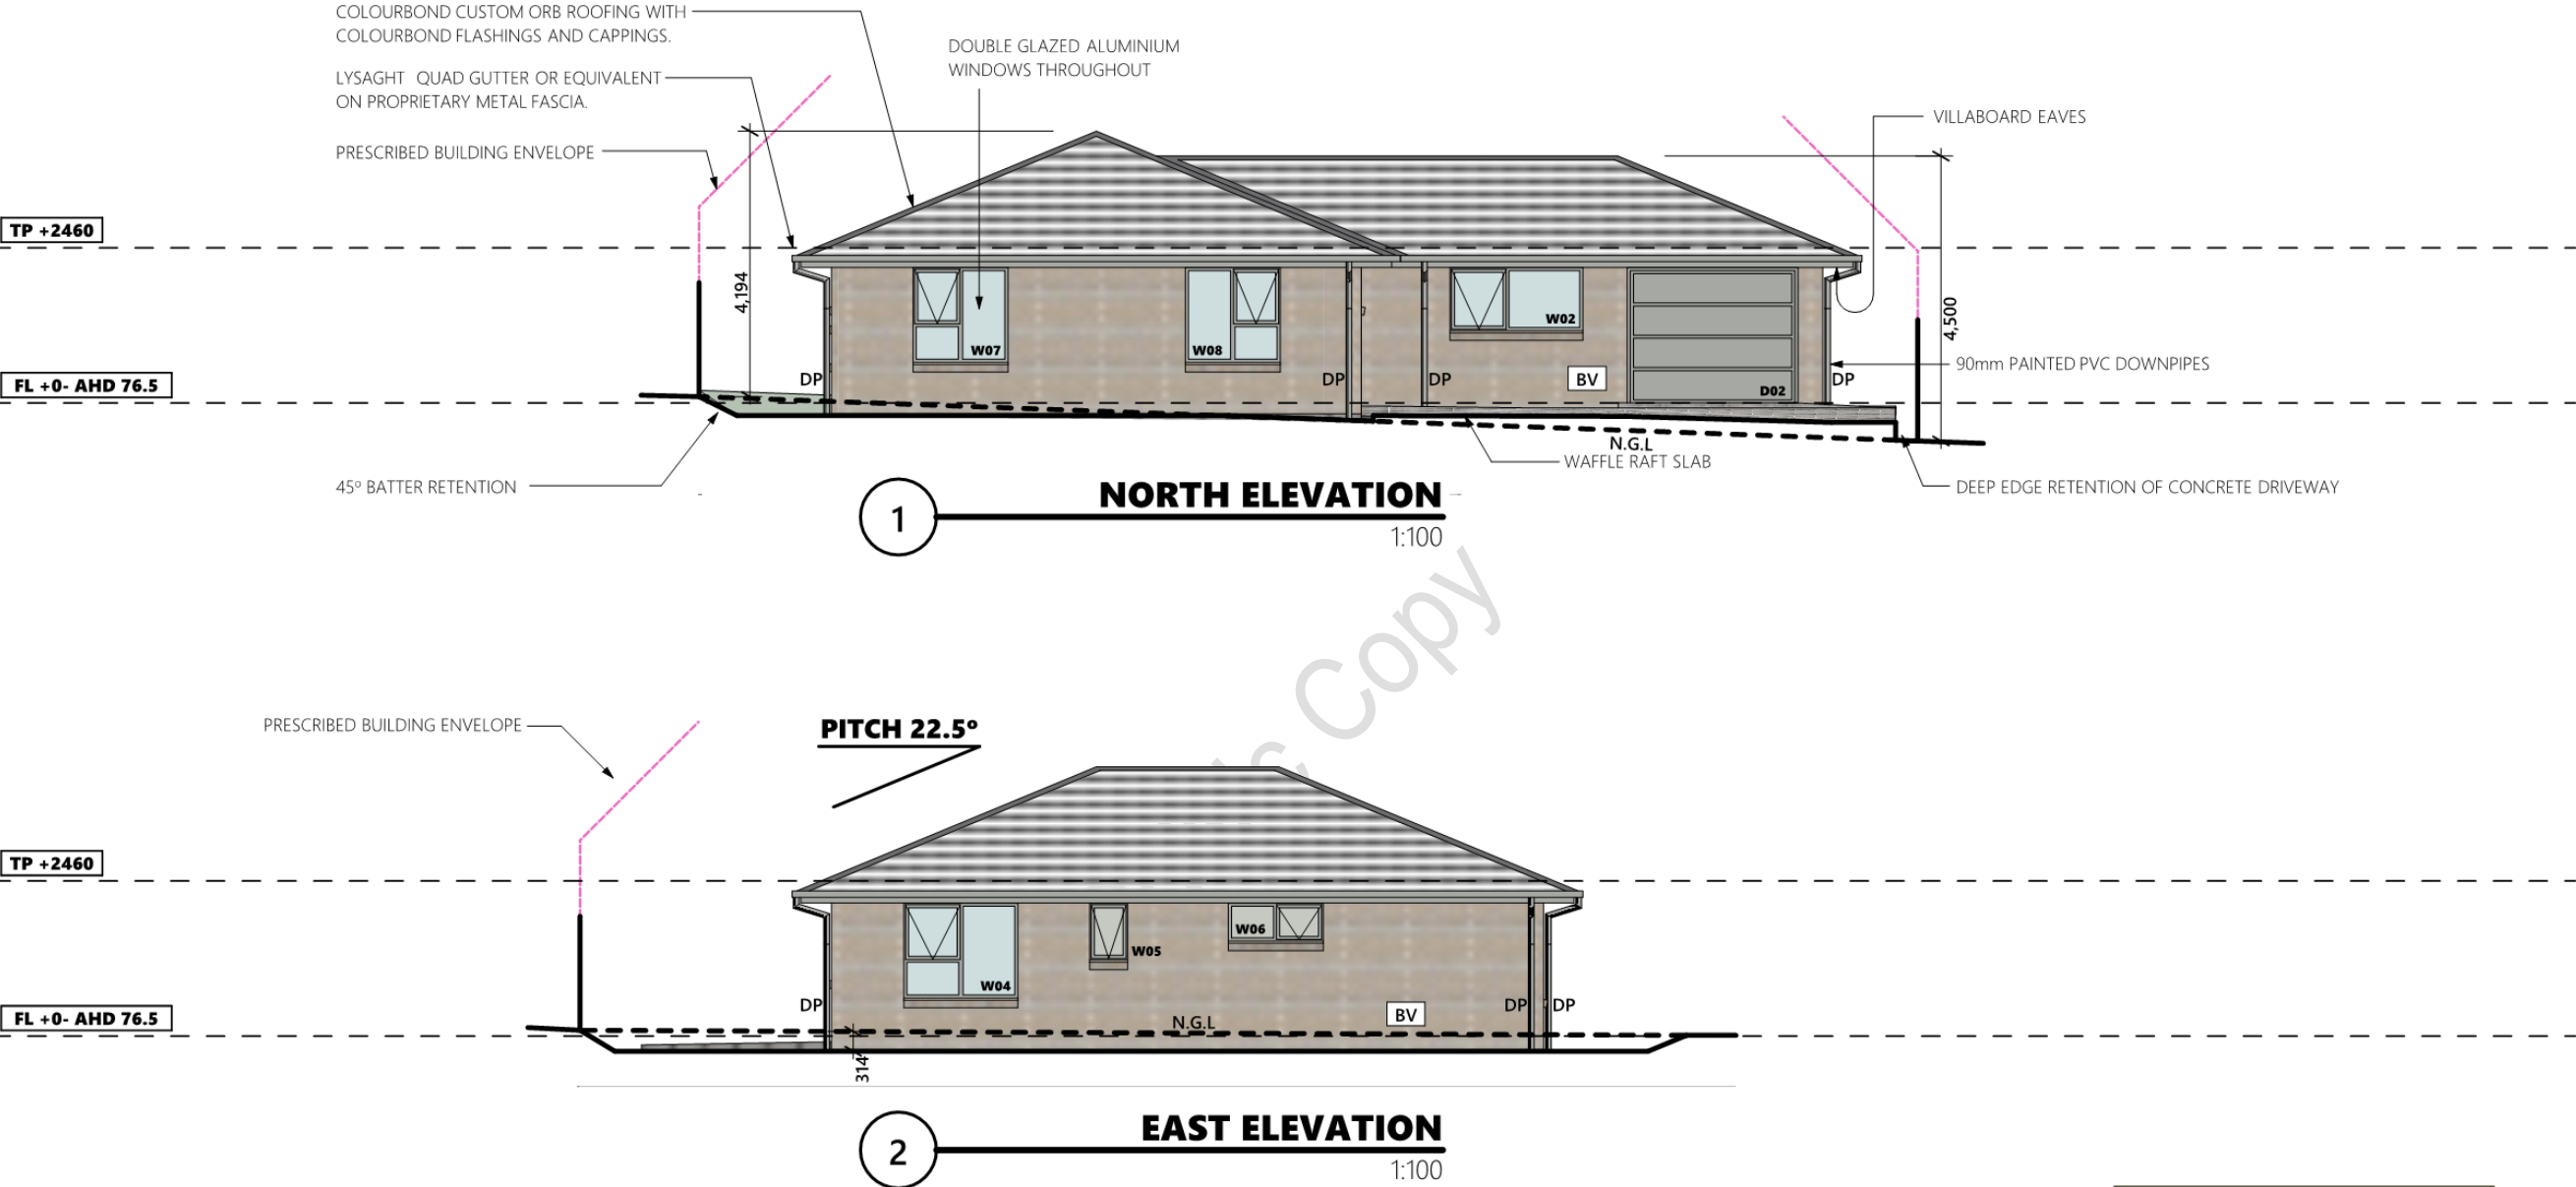 COLOURBOND CUSTOM ORB ROOFING WITH
COLOURBOND FLASHINGS AND CAPPINGS.
DOUBLE GLAZED ALUMINIUM
WINDOWS THROUGHOUT
LYSAGHT QUAD GUTTER OR EQUIVALENT
ON PROPRIETARY METAL FASCIA.
VILLABOARD EAVES
PRESCRIBED BUILDING ENVELOPE
TP +2460
4,194
4,500
W07
W08
W02
D02
BV
DP
DP
DP
DP
90mm PAINTED PVC DOWNPIPES
FL +0- AHD 76.5
N.G.L
WAFFLE RAFT SLAB
45º BATTER RETENTION
DEEP EDGE RETENTION OF CONCRETE DRIVEWAY
1
NORTH ELEVATION
1:100
Copy
PRESCRIBED BUILDING ENVELOPE
PITCH 22.5º
TP +2460
W04
W05
W06
DP
BV
DP
DP
FL +0- AHD 76.5
N.G.L
314
2
EAST ELEVATION
1:100